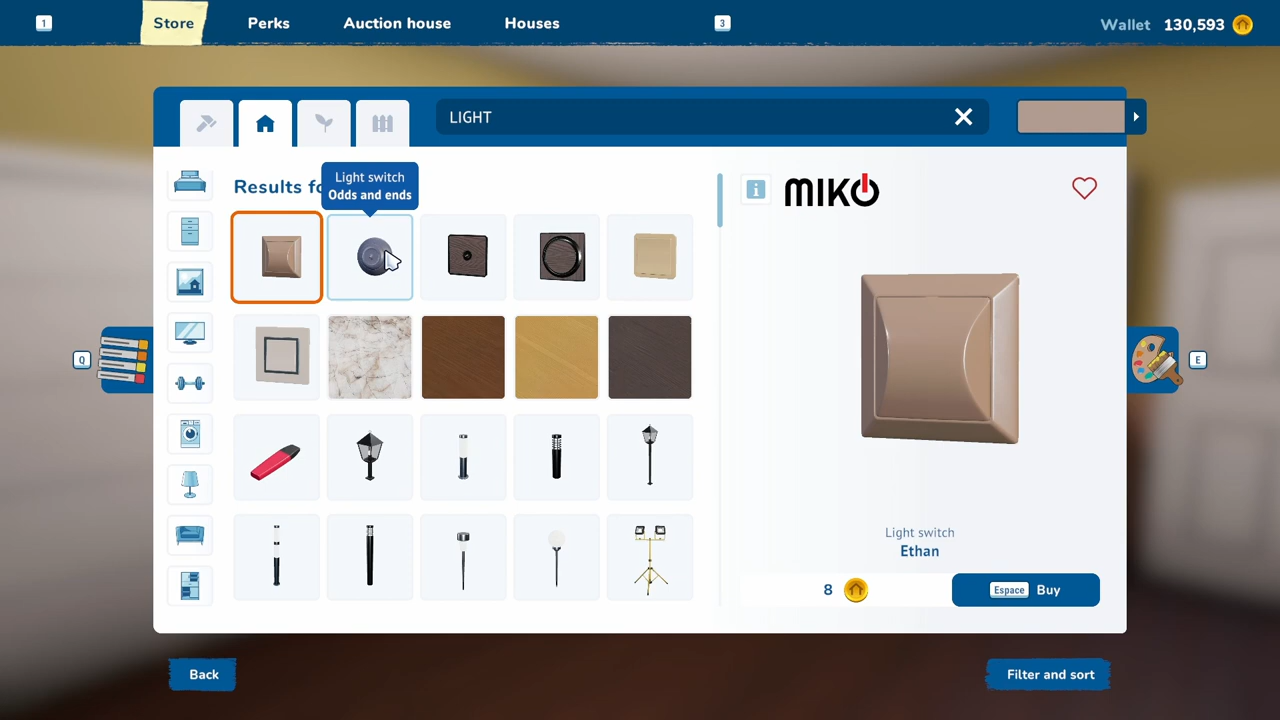 1
Store
Perks
Auction house
Houses
3
Wallet 130,593
LIGHT
Results fo
Light switch
Odds and ends
i
MIKO
Q
E
Light switch
Ethan
8
Espace Buy
Back
Filter and sort